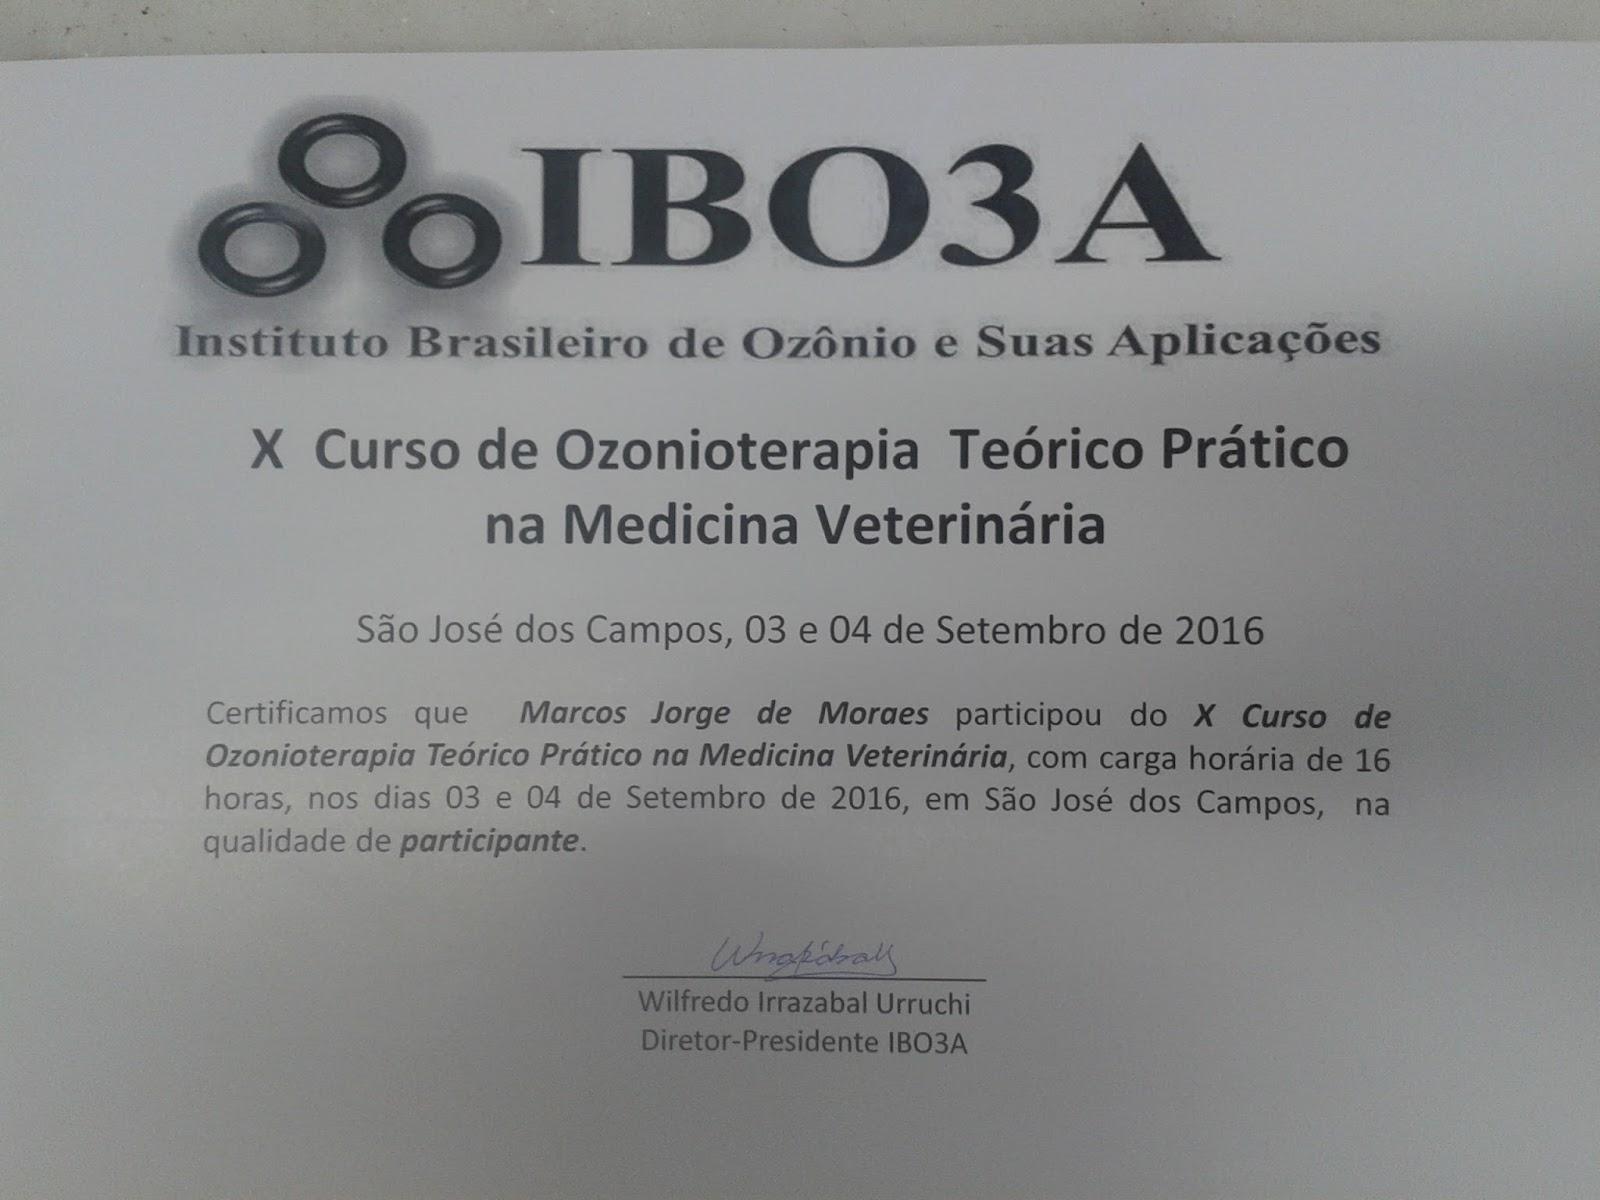 IBO3A
Instituto Brasileiro de Ozônio e Suas Aplicações
X Curso de Ozonioterapia Teórico Prático
na Medicina Veterinária
São José dos Campos, 03 e 04 de Setembro de 2016
Certificamos que Marcos Jorge de Moraes participou do X Curso de
Ozonioterapia Teórico Prático na Medicina Veterinária, com carga horária de 16
horas, nos dias 03 e 04 de Setembro de 2016, em São José dos Campos, na
qualidade de participante.
Wilfredo Irrazabal Urruchi
Diretor-Presidente IBO3A